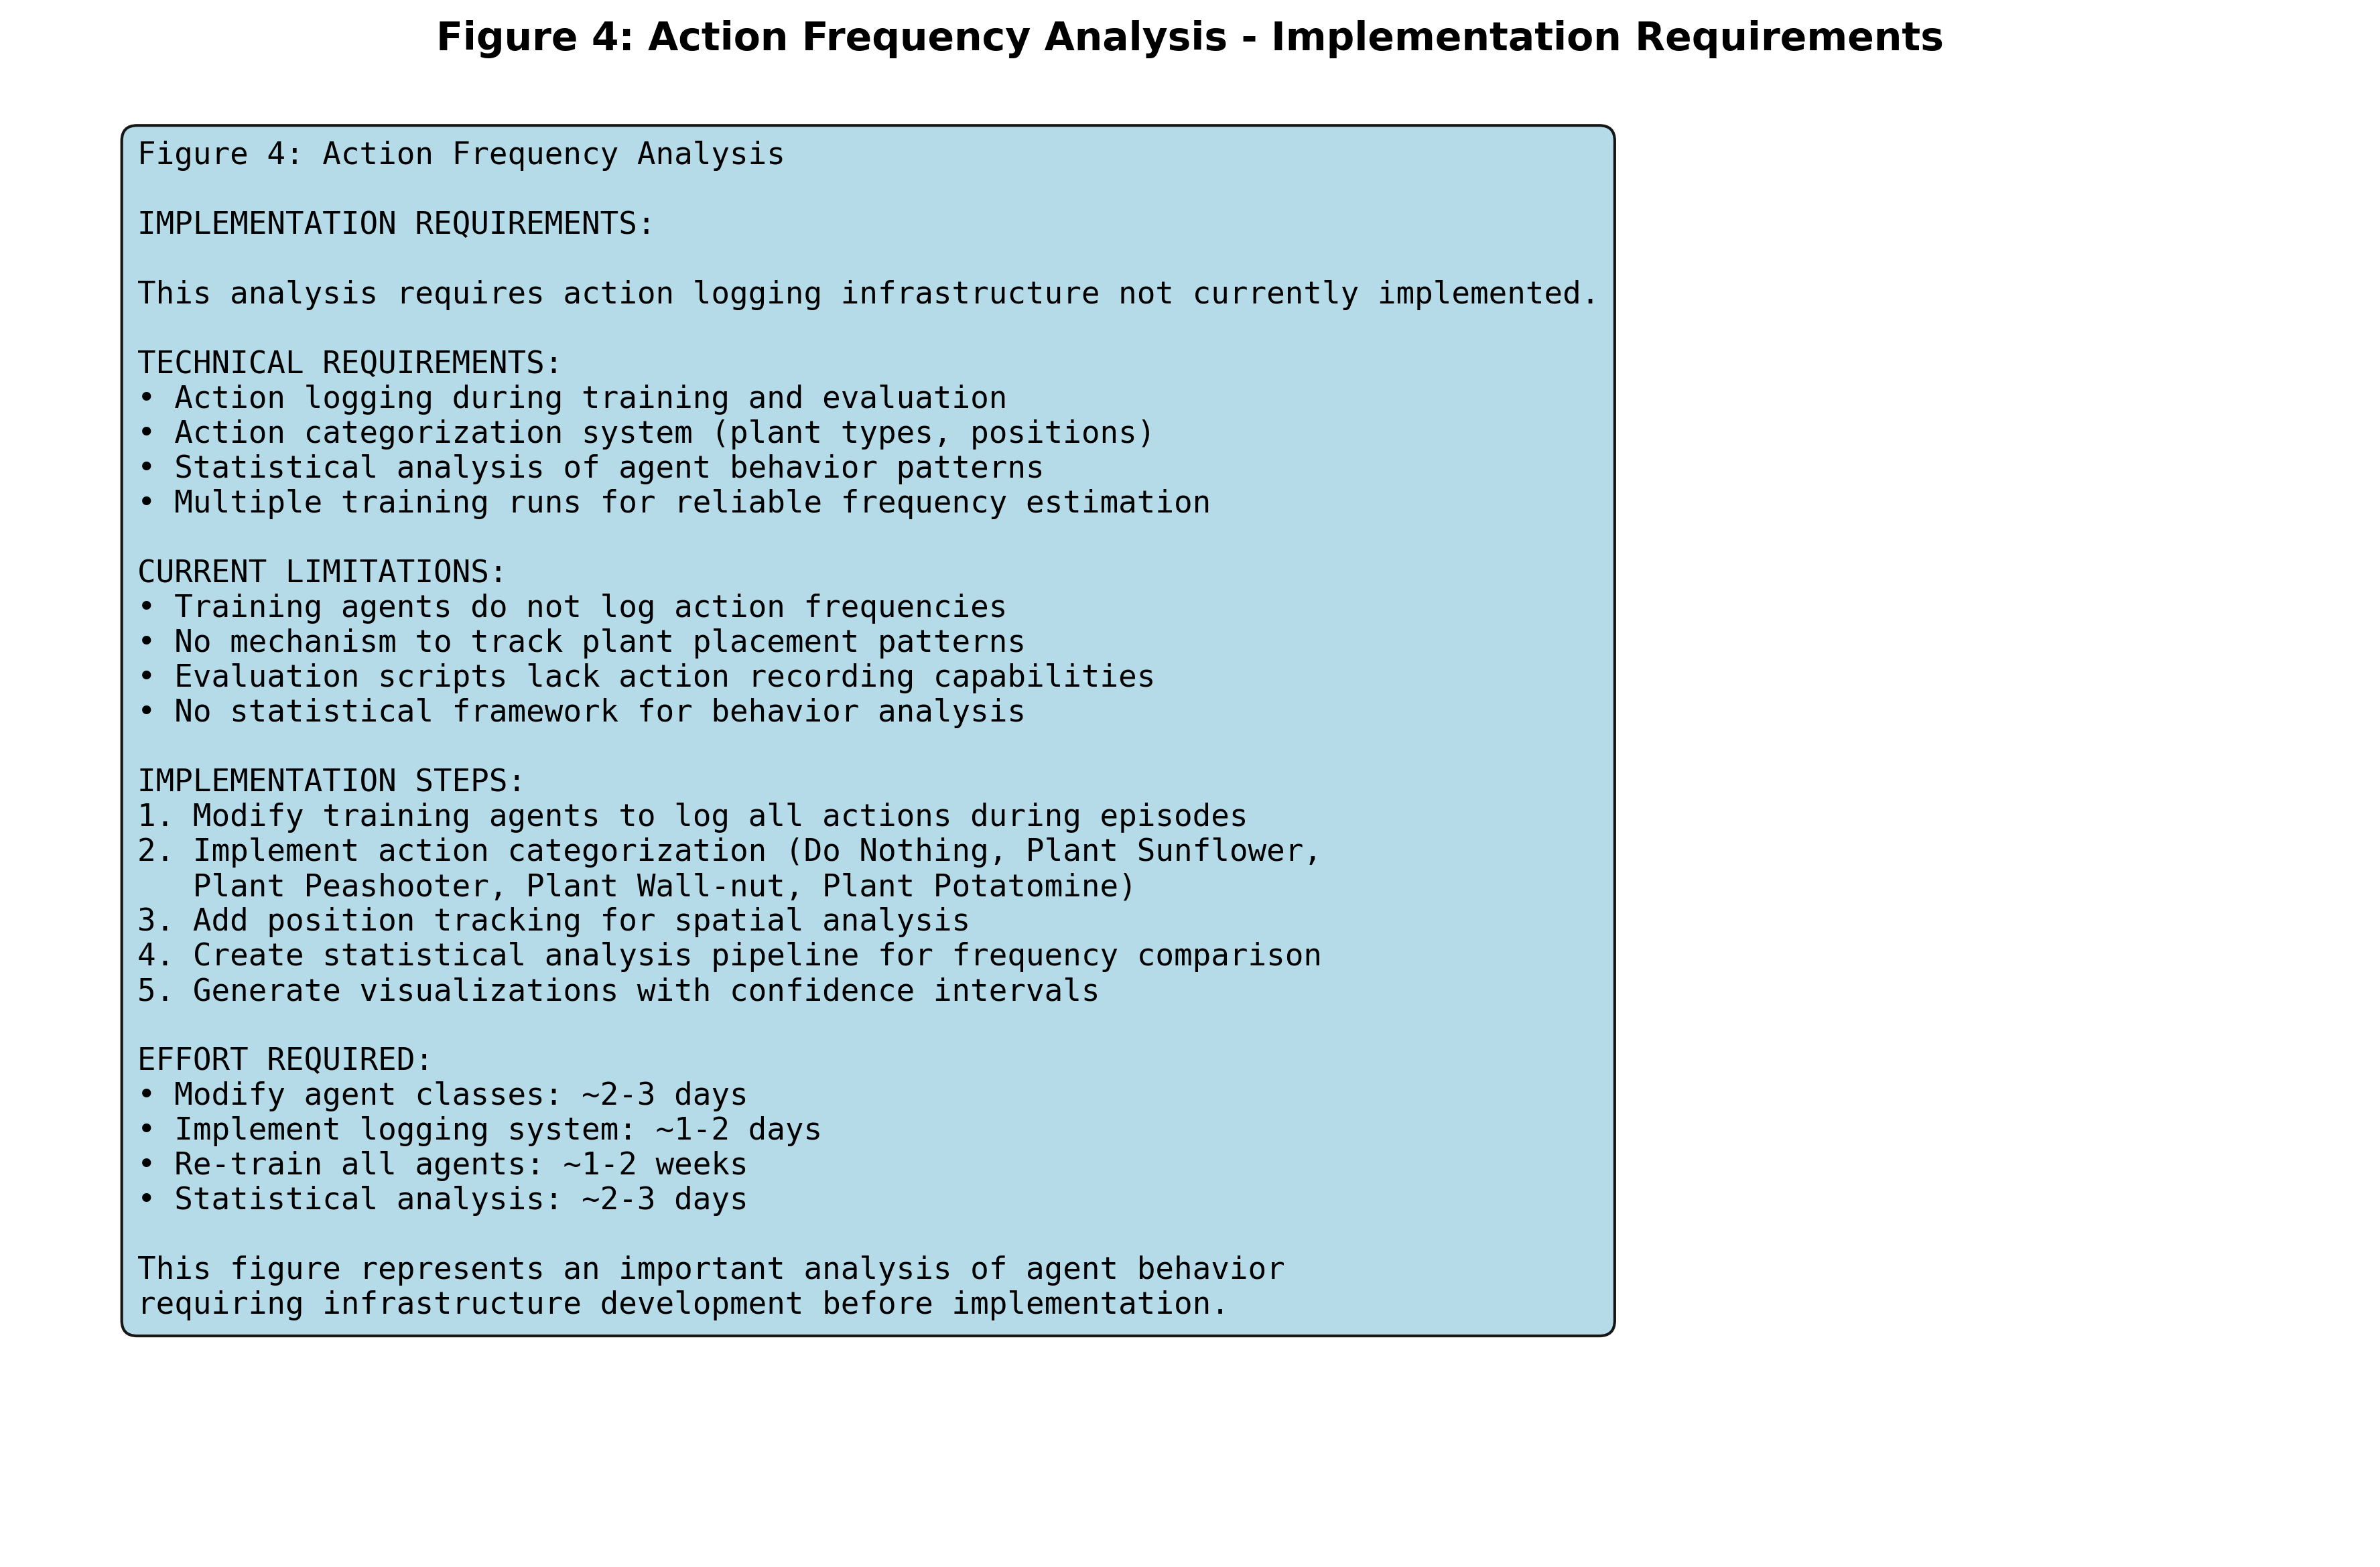 Figure 4: Action Frequency Analysis - Implementation Requirements
Figure 4: Action Frequency Analysis
IMPLEMENTATION REQUIREMENTS:
This analysis requires action logging infrastructure not currently implemented.
TECHNICAL REQUIREMENTS:
• Action logging during training and evaluation
• Action categorization system (plant types, positions)
• Statistical analysis of agent behavior patterns
• Multiple training runs for reliable frequency estimation
CURRENT LIMITATIONS:
• Training agents do not log action frequencies
• No mechanism to track plant placement patterns
• Evaluation scripts lack action recording capabilities
• No statistical framework for behavior analysis
IMPLEMENTATION STEPS:
1. Modify training agents to log all actions during episodes
2. Implement action categorization (Do Nothing, Plant Sunflower,
   Plant Peashooter, Plant Wall-nut, Plant Potatomine)
3. Add position tracking for spatial analysis
4. Create statistical analysis pipeline for frequency comparison
5. Generate visualizations with confidence intervals
EFFORT REQUIRED:
• Modify agent classes: ~2-3 days
• Implement logging system: ~1-2 days
• Re-train all agents: ~1-2 weeks
• Statistical analysis: ~2-3 days
This figure represents an important analysis of agent behavior
requiring infrastructure development before implementation.